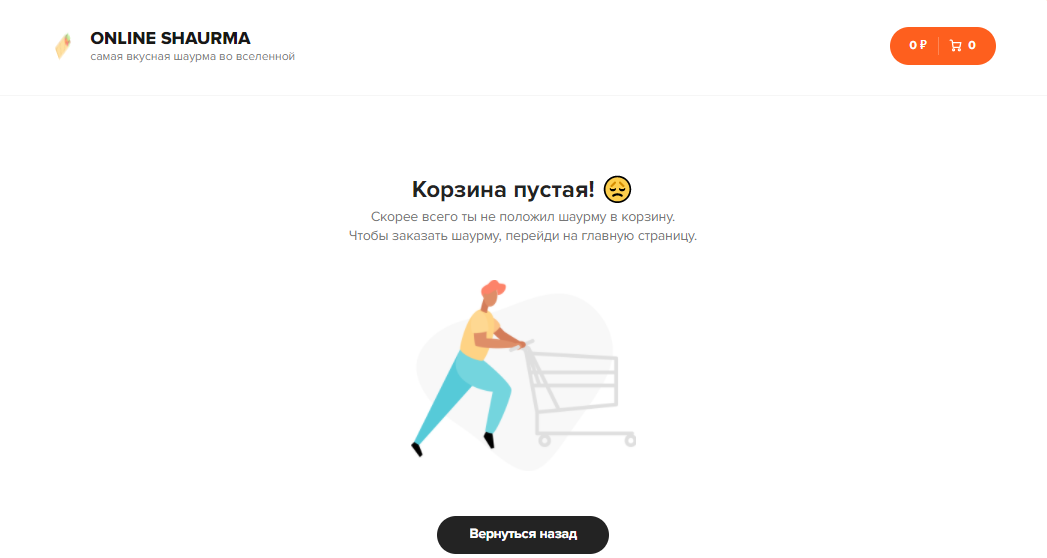 ONLINE SHAURMA
самая вкусная шаурма во вселенной
0 ₽ 0
Корзина пустая! 😞
Скорее всего ты не положил шаурму в корзину.
Чтобы заказать шаурму, перейди на главную страницу.
Вернуться назад